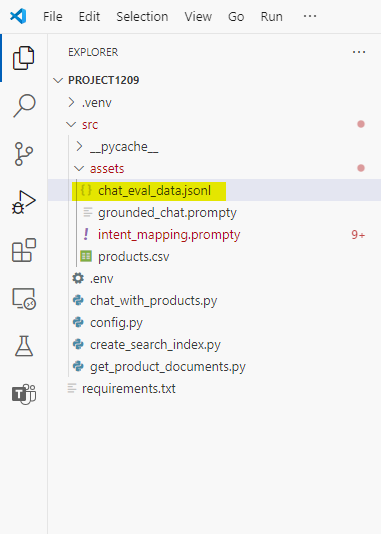 File Edit Selection View Go Run ···
EXPLORER ···
PROJECT1209
.venv
src
__pycache__
assets
{} chat_eval_data.jsonl
grounded_chat.prompty
! intent_mapping.prompty 9+
products.csv
.env
chat_with_products.py
config.py
create_search_index.py
get_product_documents.py
requirements.txt